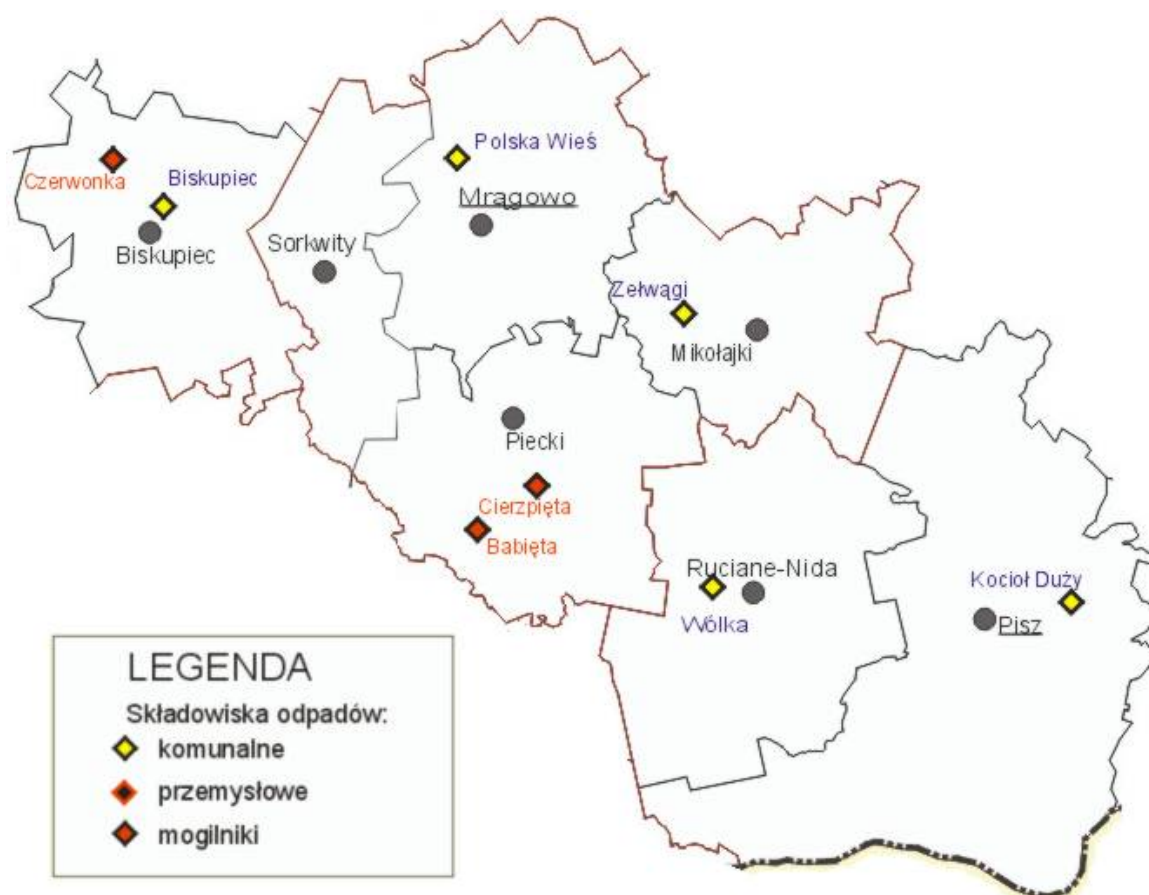 Polska Wieś
Czerwonka
Biskupiec
Mrągowo
Biskupiec
Sorkwity
Zełwągi
Mikołajki
Piecki
Cierzpięta
Babięta
Ruciane-Nida
Kocioł Duży
Wólka
Pisz
LEGENDA
Składowiska odpadów:
komunalne
przemysłowe
mogilniki